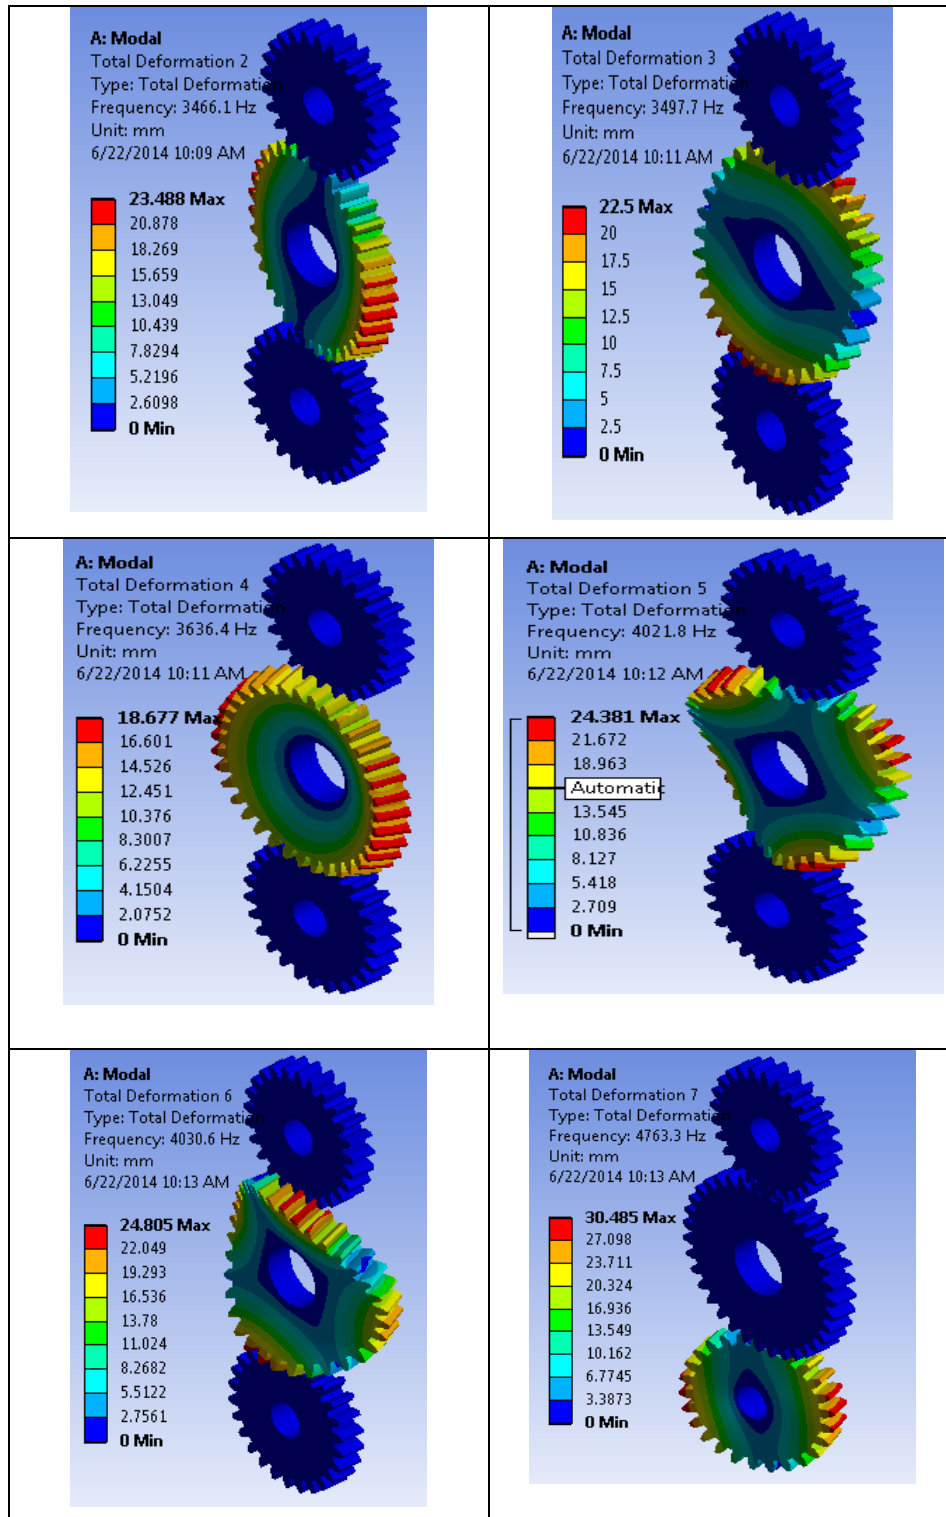 A: Modal
Total Deformation 2
Type: Total Deformation
Frequency: 3466.1 Hz
Unit: mm
6/22/2014 10:09 AM
23.488 Max
20.878
18.269
15.659
13.049
10.439
7.8294
5.2196
2.6098
0 Min
A: Modal
Total Deformation 3
Type: Total Deformation
Frequency: 3497.7 Hz
Unit: mm
6/22/2014 10:11 AM
22.5 Max
20
17.5
15
12.5
10
7.5
5
2.5
0 Min
A: Modal
Total Deformation 4
Type: Total Deformation
Frequency: 3636.4 Hz
Unit: mm
6/22/2014 10:11 AM
18.677 Max
16.601
14.526
12.451
10.376
8.3007
6.2255
4.1504
2.0752
0 Min
A: Modal
Total Deformation 5
Type: Total Deformation
Frequency: 4021.8 Hz
Unit: mm
6/22/2014 10:12 AM
24.381 Max
21.672
18.963
Automatic
13.545
10.836
8.127
5.418
2.709
0 Min
A: Modal
Total Deformation 6
Type: Total Deformation
Frequency: 4030.6 Hz
Unit: mm
6/22/2014 10:13 AM
24.805 Max
22.049
19.293
16.536
13.78
11.024
8.2682
5.5122
2.7561
0 Min
A: Modal
Total Deformation 7
Type: Total Deformation
Frequency: 4763.3 Hz
Unit: mm
6/22/2014 10:13 AM
30.485 Max
27.098
23.711
20.324
16.936
13.549
10.162
6.7745
3.3873
0 Min